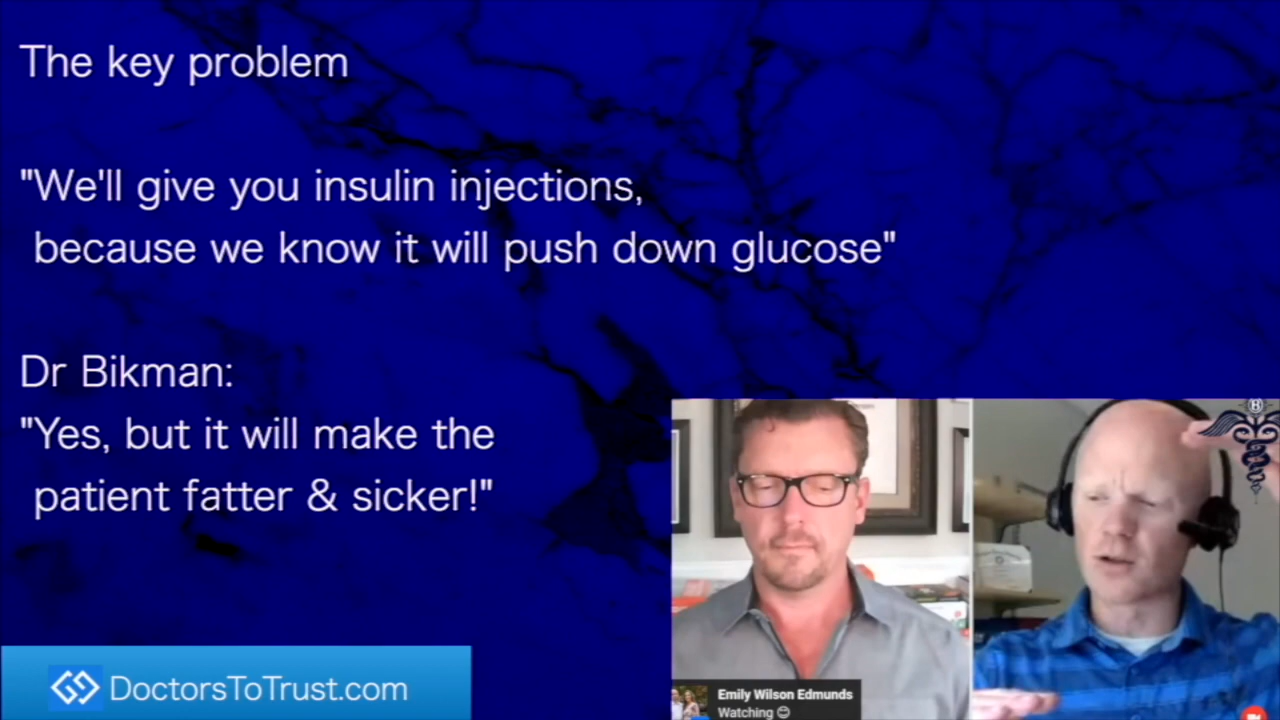 The key problem
"We'll give you insulin injections,
because we know it will push down glucose"
Dr Bikman:
"Yes, but it will make the
patient fatter & sicker!"
DoctorsToTrust.com
Emily Wilson Edmunds
Watching 😊